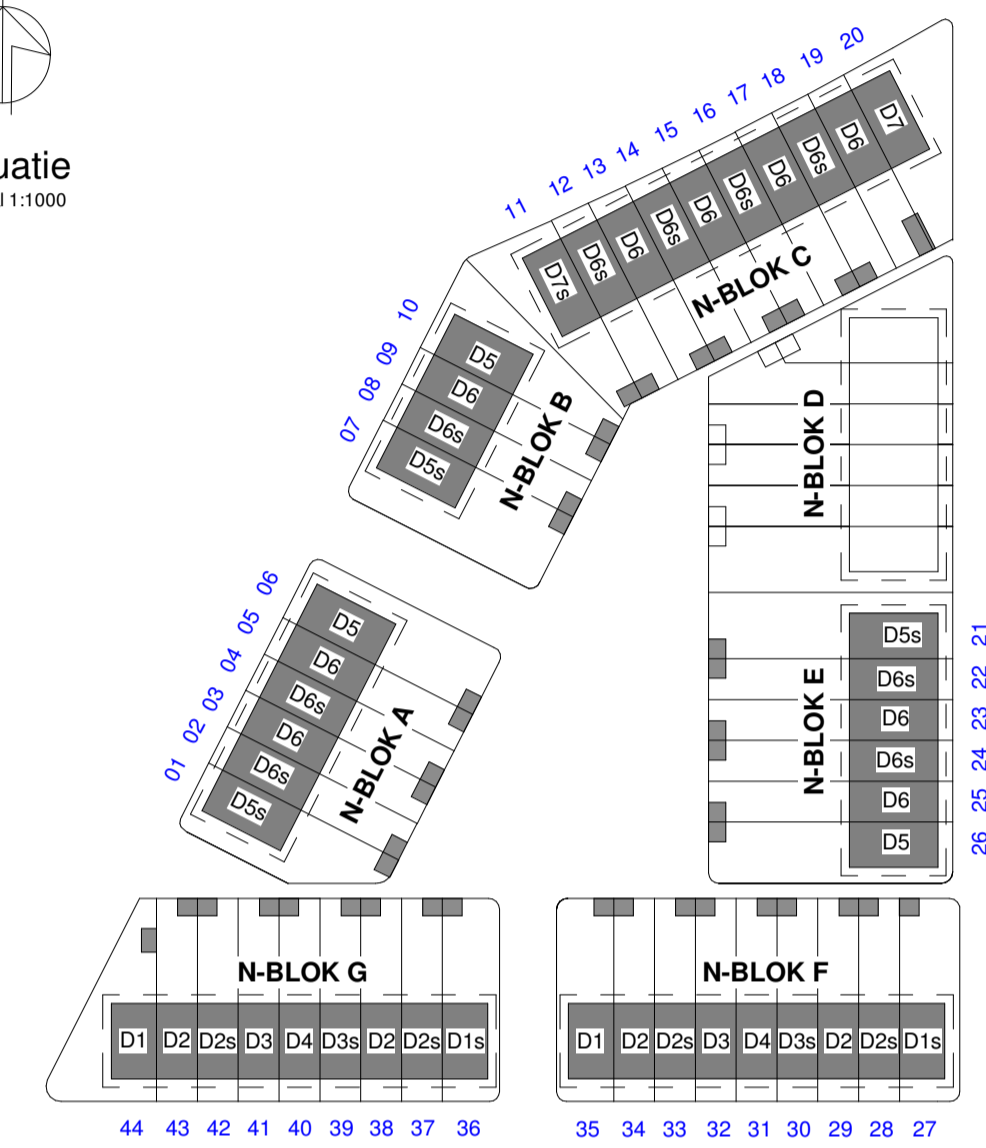 uatie
l 1:1000
11 12 13 14 15 16 17 18 19 20
D7s D6s D6 D6s D6 D6s D6 D6s D6 D7
N-BLOK C
10
09
08
07
D5
D6
D6s
D5s
N-BLOK B
N-BLOK D
06
05
04
03
02
01
D5
D6
D6s
D6
D6s
D5s
N-BLOK A
N-BLOK E
D5s 21
D6s 22
D6 23
D6s 24
D6 25
D5 26
N-BLOK G
D1 D2 D2s D3 D4 D3s D2 D2s D1s
44 43 42 41 40 39 38 37 36
N-BLOK F
D1 D2 D2s D3 D4 D3s D2 D2s D1s
35 34 33 32 31 30 29 28 27